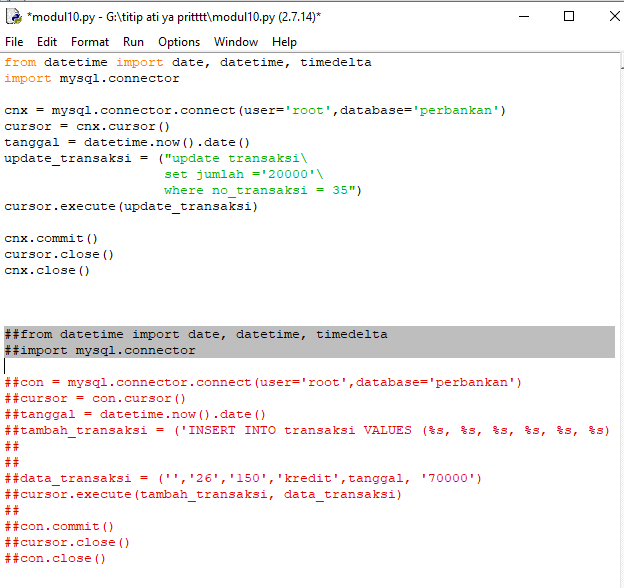 *modul10.py - G:\titip ati ya pritttt\modul10.py (2.7.14)*
File Edit Format Run Options Window Help
from datetime import date, datetime, timedelta
import mysql.connector
cnx = mysql.connector.connect(user='root',database='perbankan')
cursor = cnx.cursor()
tanggal = datetime.now().date()
update_transaksi = ("update transaksi\
set jumlah ='20000'\
where no_transaksi = 35")
cursor.execute(update_transaksi)
cnx.commit()
cursor.close()
cnx.close()
##from datetime import date, datetime, timedelta
##import mysql.connector
##con = mysql.connector.connect(user='root',database='perbankan')
##cursor = con.cursor()
##tanggal = datetime.now().date()
##tambah_transaksi = ('INSERT INTO transaksi VALUES (%s, %s, %s, %s, %s, %s)
##
##
##data_transaksi = ('','26','150','kredit',tanggal, '70000')
##cursor.execute(tambah_transaksi, data_transaksi)
##
##con.commit()
##cursor.close()
##con.close()